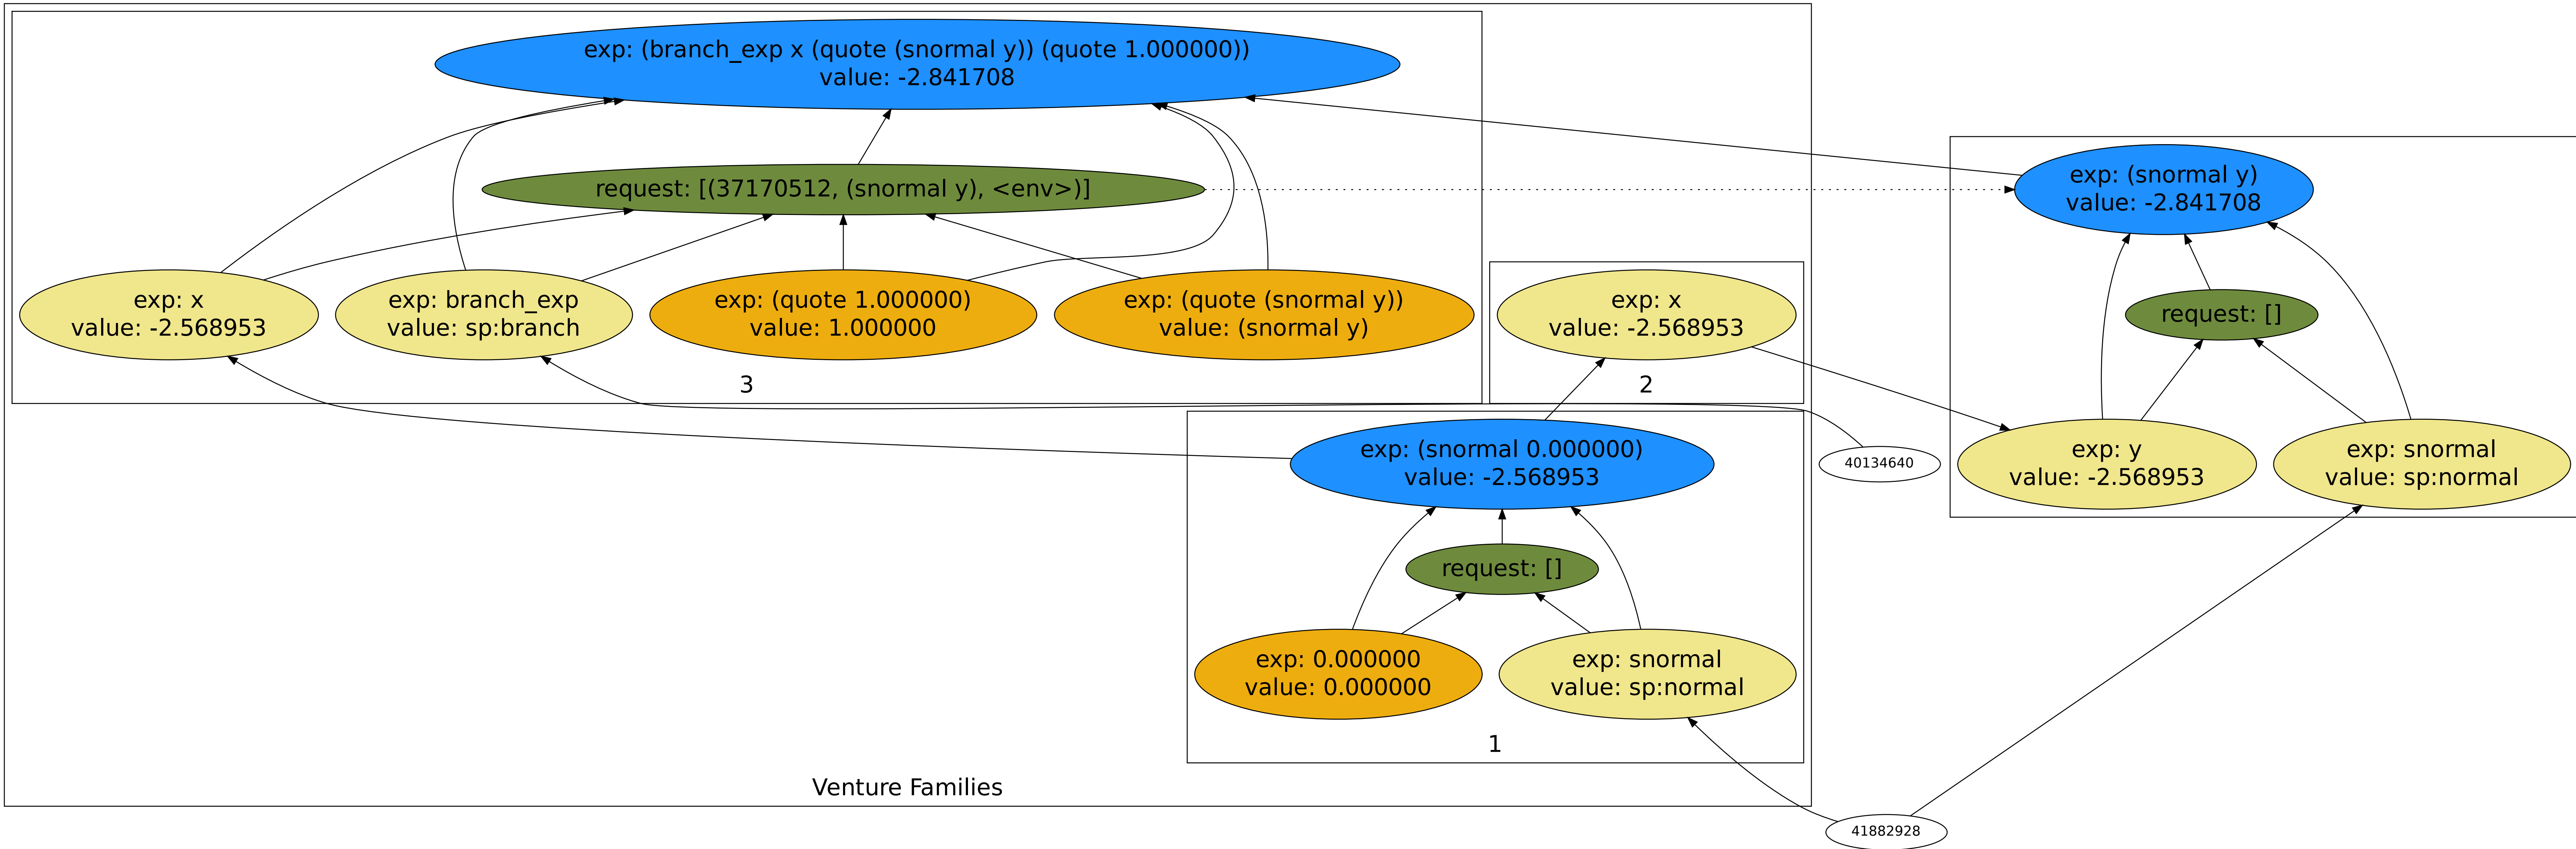 exp: (branch_exp x (quote (snormal y)) (quote 1.000000))
value: -2.841708
request: [(37170512, (snormal y), <env>)]
exp: (snormal y)
value: -2.841708
exp: x
value: -2.568953
exp: branch_exp
value: sp:branch
exp: (quote 1.000000)
value: 1.000000
exp: (quote (snormal y))
value: (snormal y)
exp: x
value: -2.568953
request: []
3
2
exp: (snormal 0.000000)
value: -2.568953
40134640
exp: y
value: -2.568953
exp: snormal
value: sp:normal
request: []
exp: 0.000000
value: 0.000000
exp: snormal
value: sp:normal
1
Venture Families
41882928